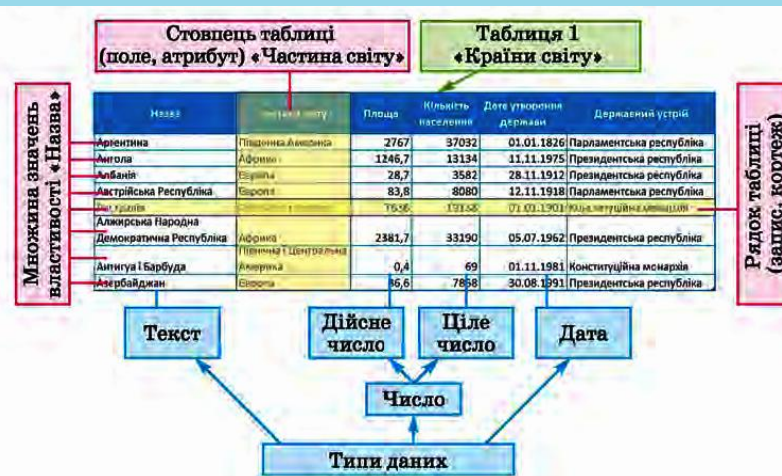 Стовпець таблиці
(поле, атрибут) «Частина світу»
Таблиця 1
«Країни світу»
Множина значень
властивості «Назва»
Назва Площа Кількість населення Дата утворення держави Державний устрій
Аргентина Південна Америка 2767 37032 01.01.1826 Парламентська республіка
Ангола Африка 1246,7 13134 11.11.1975 Президентська республіка
Албанія Європа 28,7 3582 28.11.1912 Президентська республіка
Австрійська Республіка Європа 83,8 8080 12.11.1918 Парламентська республіка
01.01.1901 Конституційна монархія
Алжирська Народна
Демократична Республіка Африка 2381,7 33190 05.07.1962 Президентська республіка
Північна і Центральна
Антигуа і Барбуда Америка 0,4 69 01.11.1981 Конституційна монархія
Азербайджан Європа 86,6 30.08.1991 Президентська республіка
Рядок таблиці
Текст
Дійсне
число
Ціле
число
Дата
Число
Типи даних